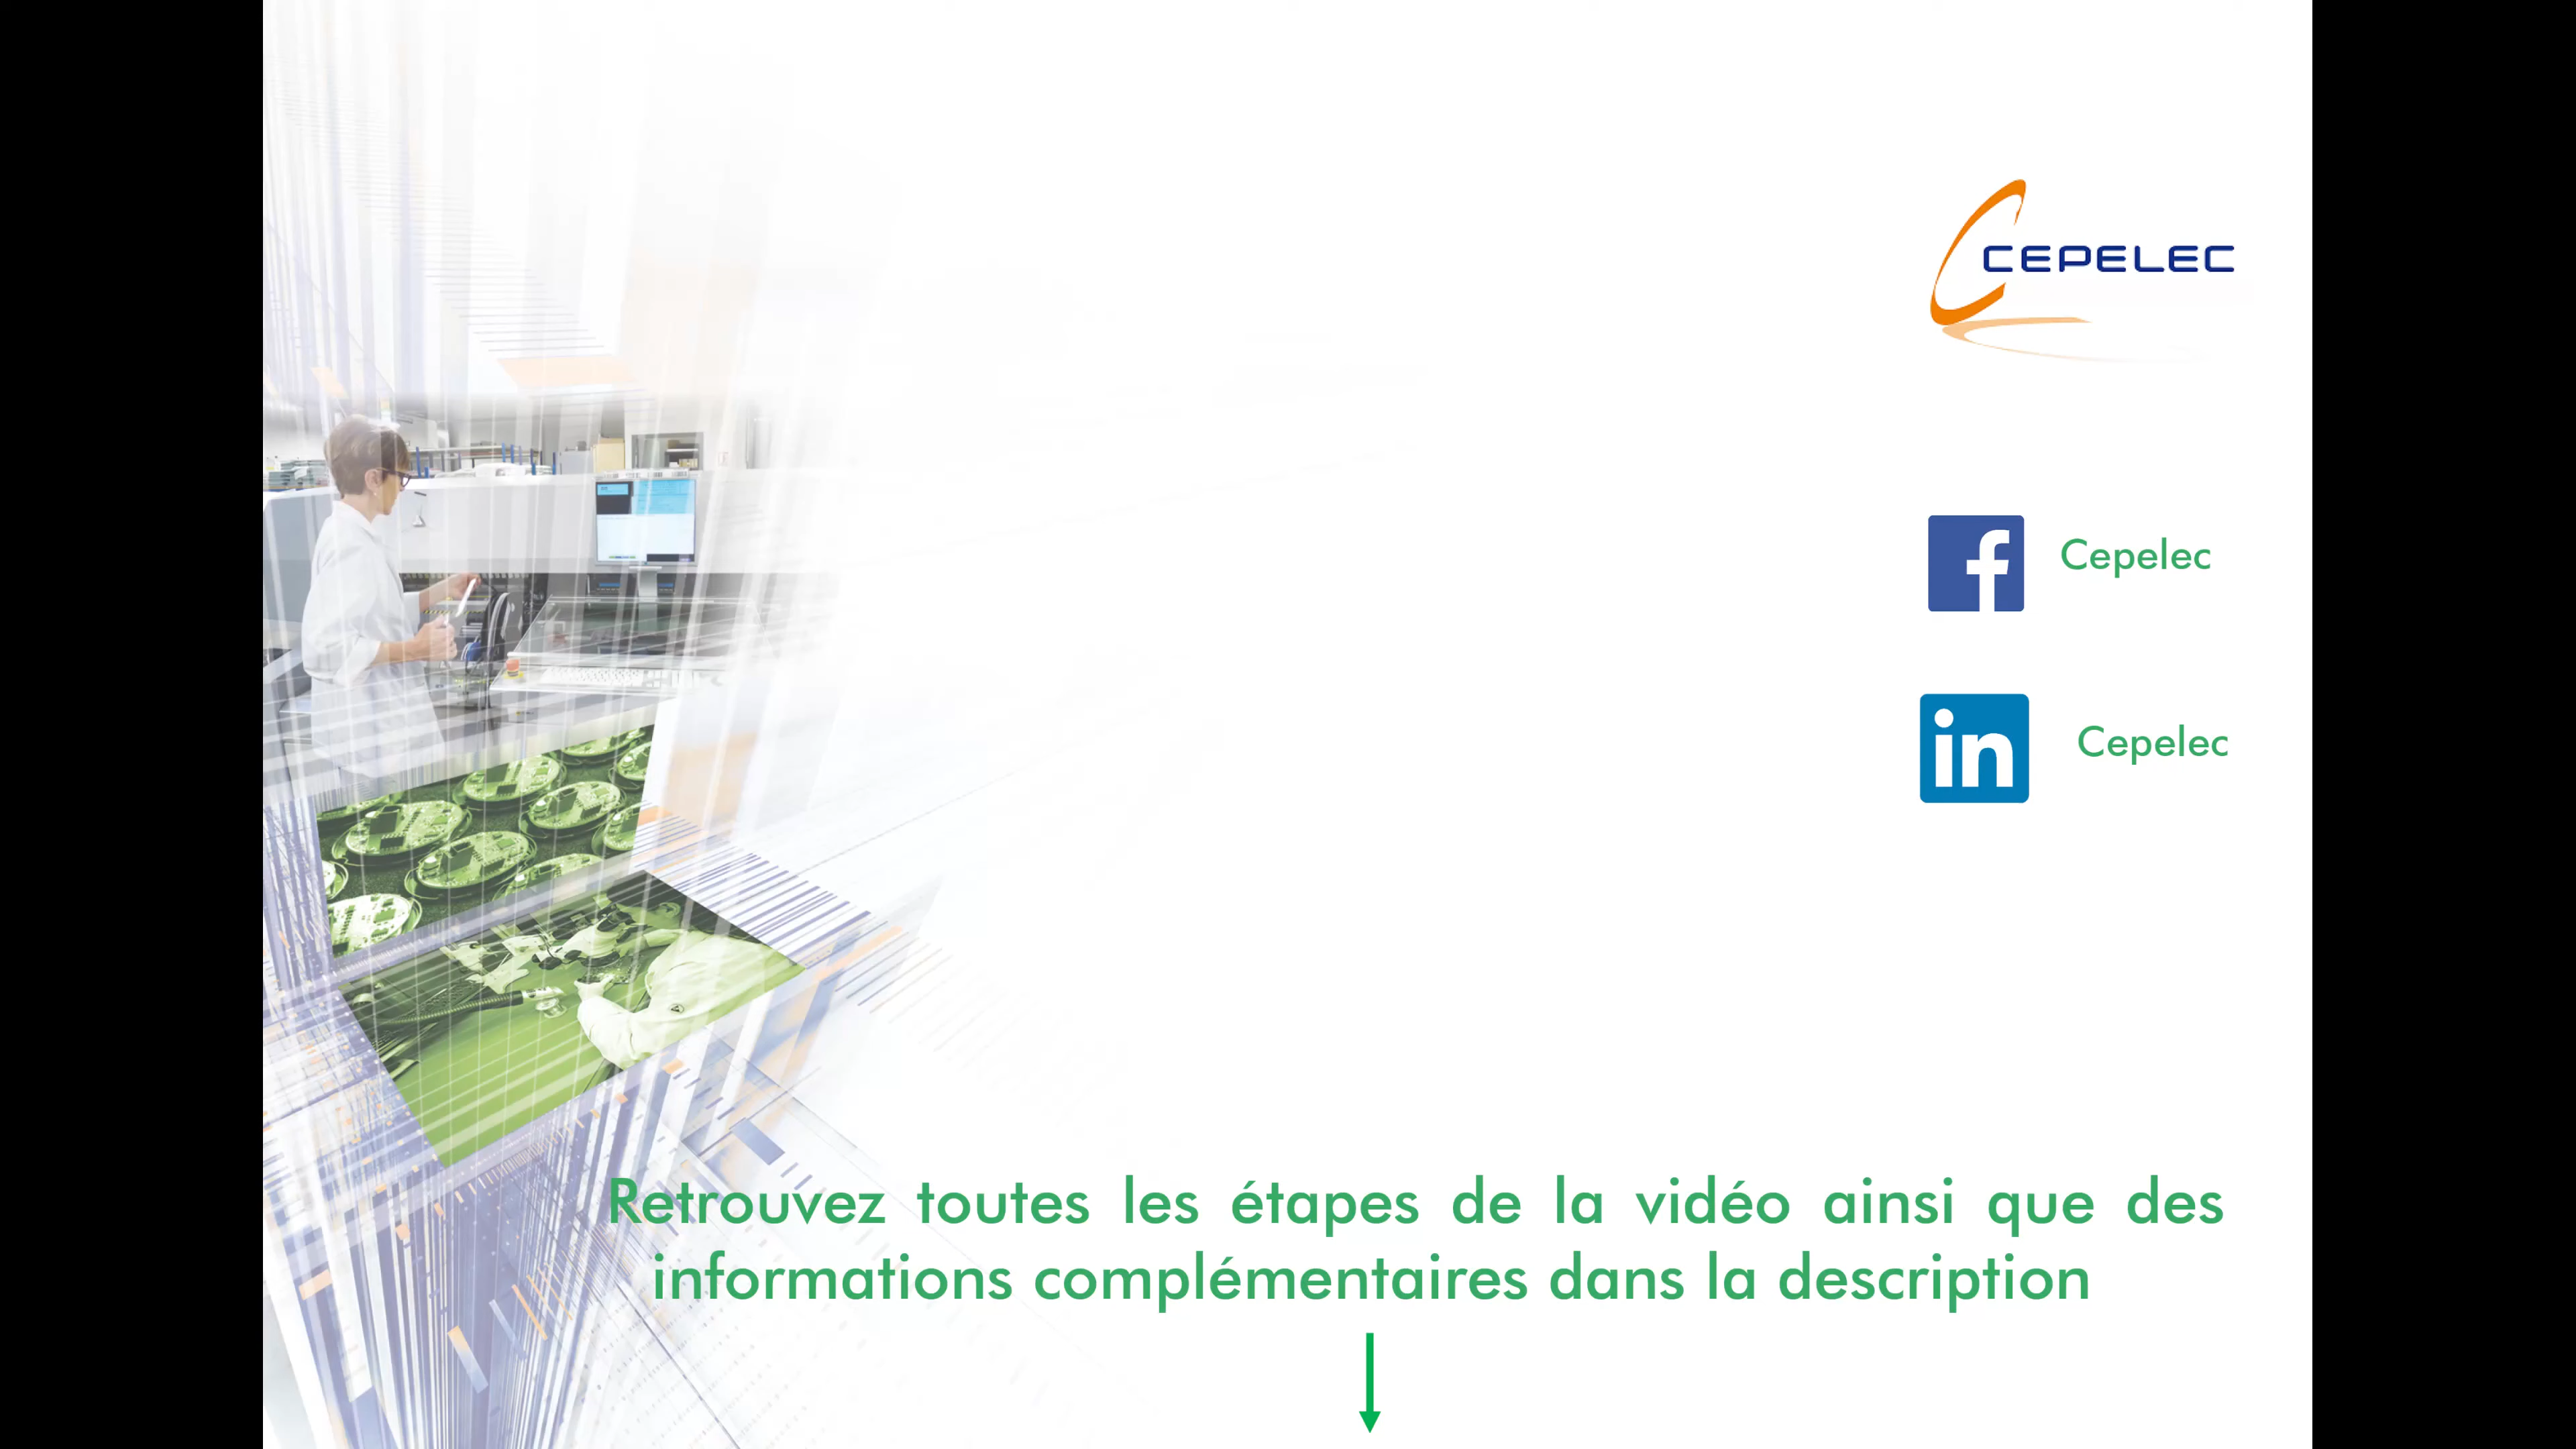 CEPELEC
Cepelec
Cepelec
Retrouvez toutes les étapes de la vidéo ainsi que des
informations complémentaires dans la description